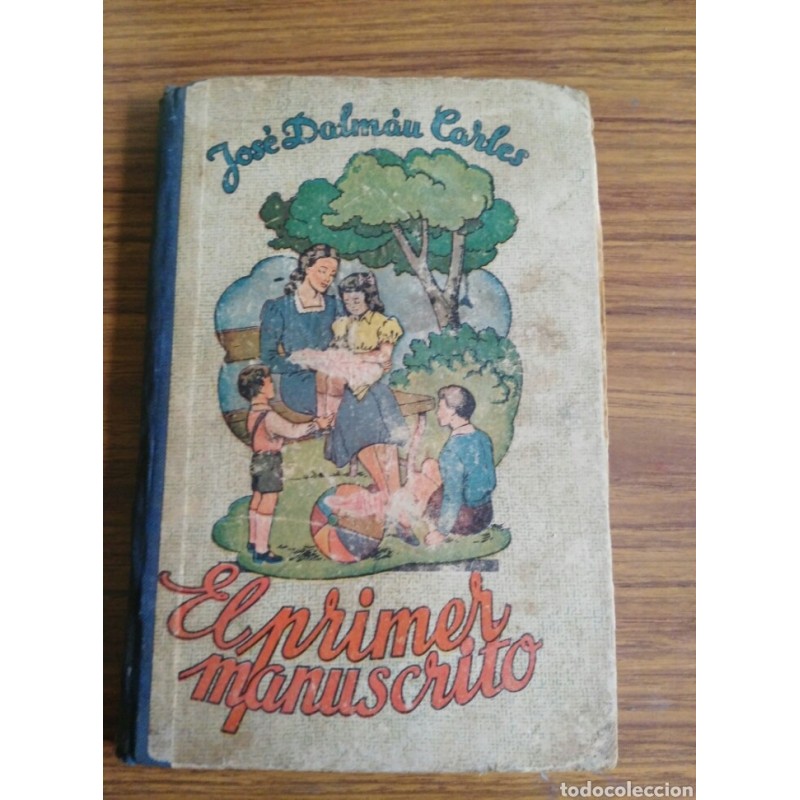 José Dalmáu Carles
El primer
manuscrito
todocoleccion